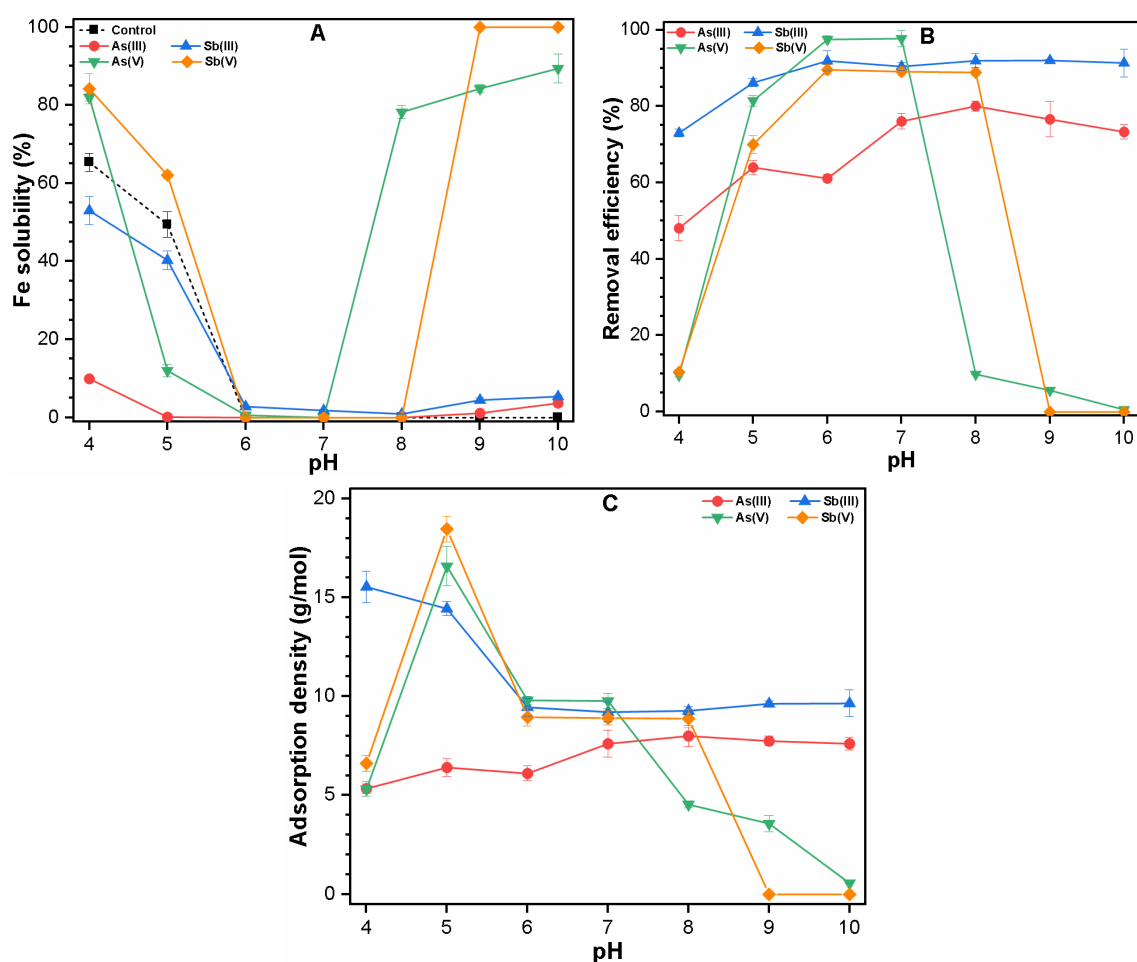 A
Control
As(III) Sb(III)
As(V) Sb(V)
Fe solubility (%)
100
80
60
40
20
0
4 5 6 7 8 9 10
pH
B
As(III) Sb(III)
As(V) Sb(V)
Removal efficiency (%)
100
80
60
40
20
0
4 5 6 7 8 9 10
pH
C
As(III) Sb(III)
As(V) Sb(V)
Adsorption density (g/mol)
20
15
10
5
0
4 5 6 7 8 9 10
pH